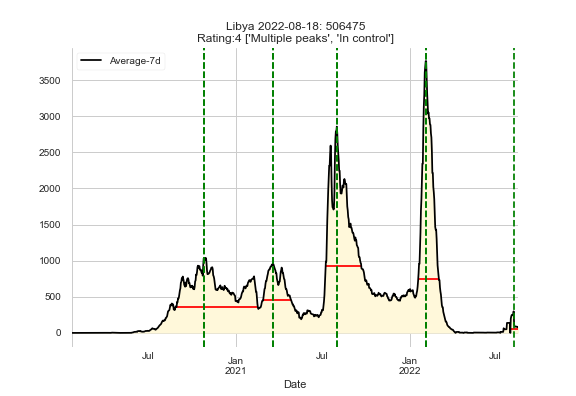 Libya 2022-08-18: 506475
Rating:4 ['Multiple peaks', 'In control']
Average-7d
3500
3000
2500
2000
1500
1000
500
0
Jul
Jan
2021
Jul
Jan
2022
Jul
Date